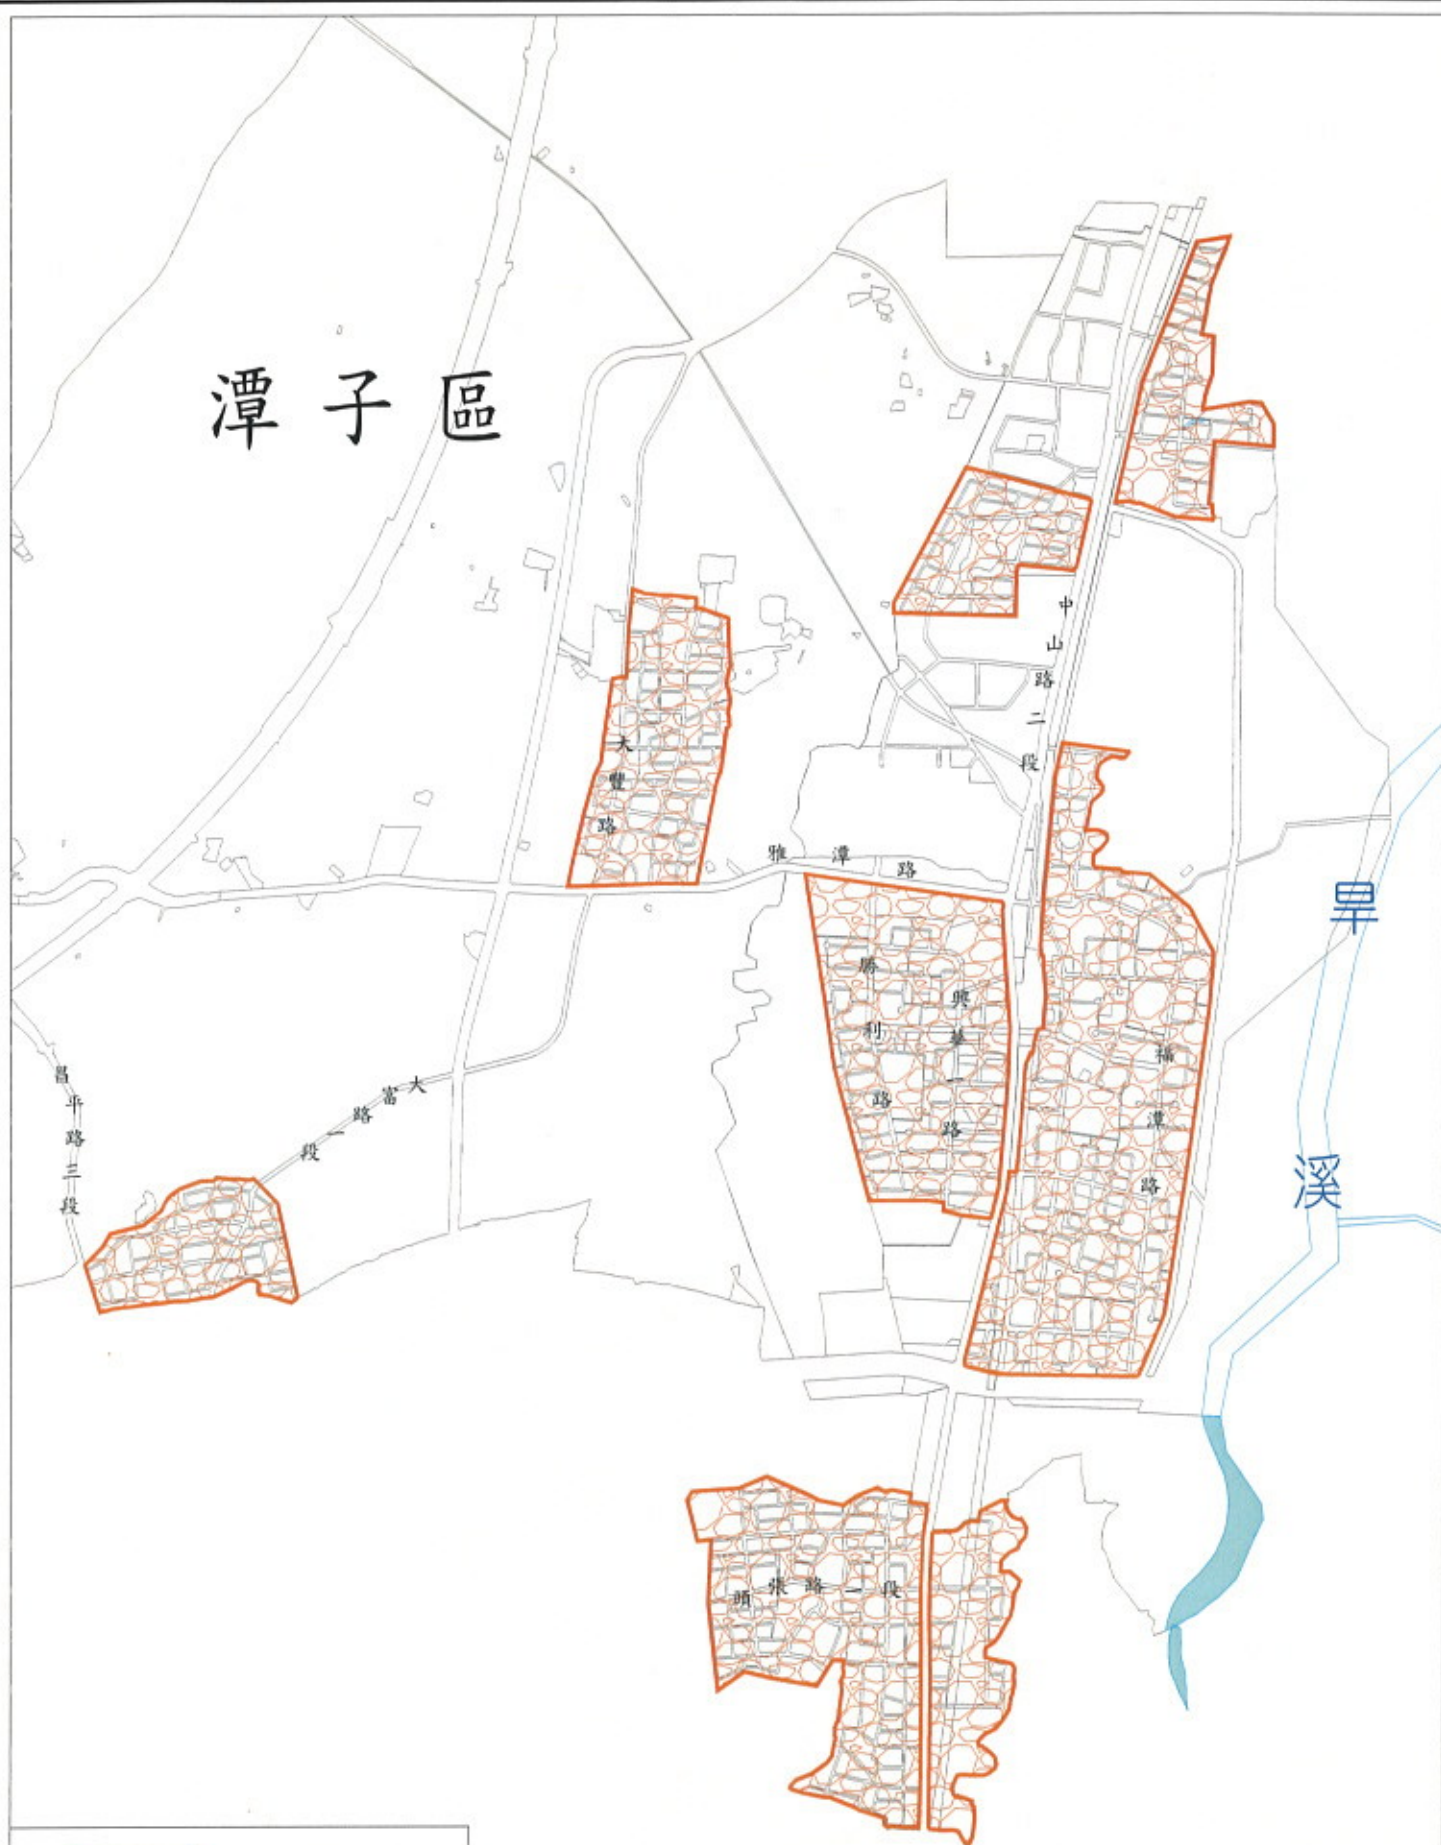 潭子區
中山路二段
大豐路
雅潭路
旱溪
勝利路
興華一路
福潭路
昌平路三段
大富路一段
頭張路一段